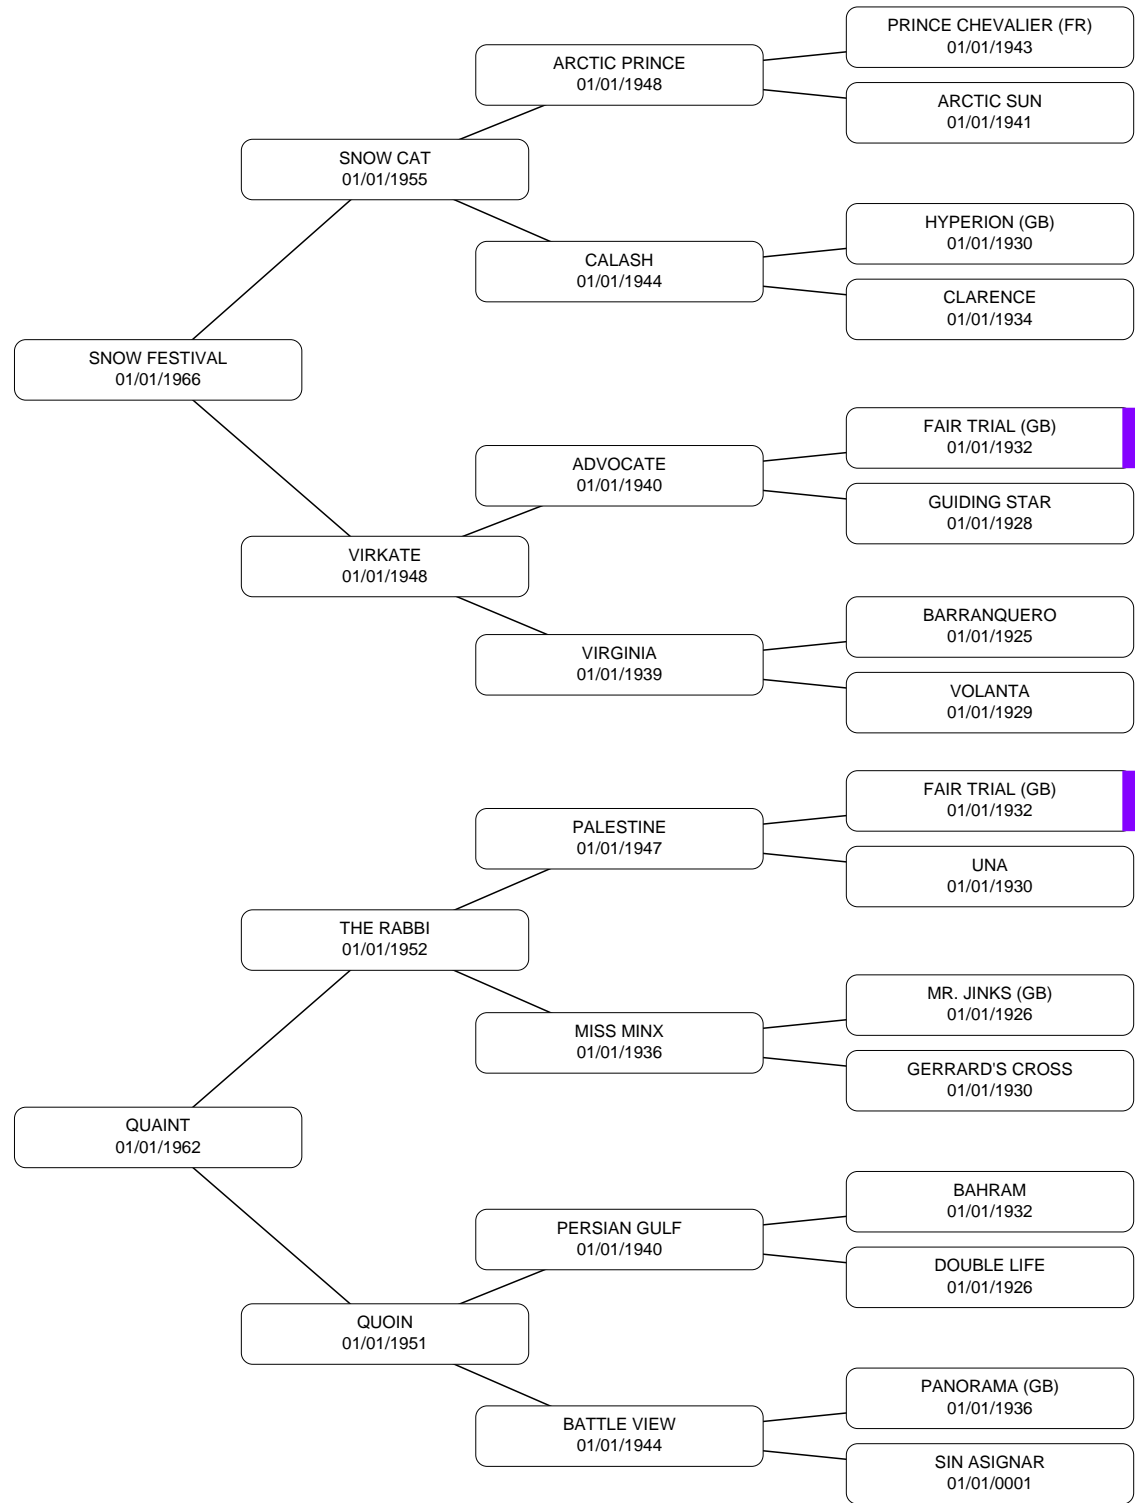 PRINCE CHEVALIER (FR)
01/01/1943
ARCTIC PRINCE
01/01/1948
ARCTIC SUN
01/01/1941
SNOW CAT
01/01/1955
HYPERION (GB)
01/01/1930
CALASH
01/01/1944
CLARENCE
01/01/1934
SNOW FESTIVAL
01/01/1966
FAIR TRIAL (GB)
01/01/1932
ADVOCATE
01/01/1940
GUIDING STAR
01/01/1928
VIRKATE
01/01/1948
BARRANQUERO
01/01/1925
VIRGINIA
01/01/1939
VOLANTA
01/01/1929
FAIR TRIAL (GB)
01/01/1932
PALESTINE
01/01/1947
UNA
01/01/1930
THE RABBI
01/01/1952
MR. JINKS (GB)
01/01/1926
MISS MINX
01/01/1936
GERRARD'S CROSS
01/01/1930
QUAINT
01/01/1962
BAHRAM
01/01/1932
PERSIAN GULF
01/01/1940
DOUBLE LIFE
01/01/1926
QUOIN
01/01/1951
PANORAMA (GB)
01/01/1936
BATTLE VIEW
01/01/1944
SIN ASIGNAR
01/01/0001